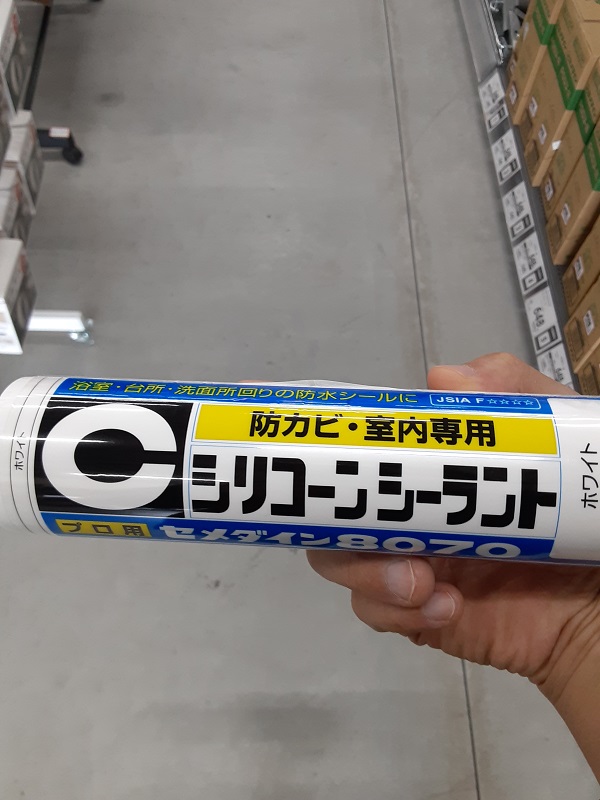 浴室・台所・洗面所回りの防水シールに
JSIA F☆☆☆☆
防カビ・室内専用
シリコーンシーラント
プロ用 セメダイン8070
ホワイト
ホワイト
648